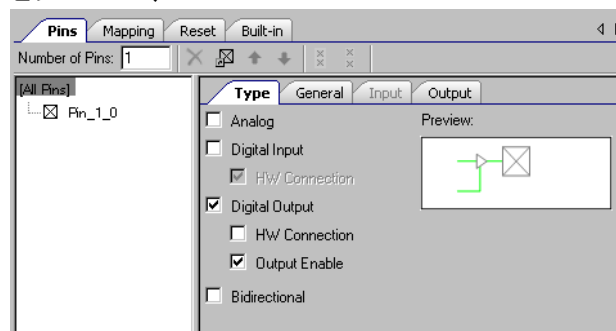 Pins Mapping Reset Built-in
Number of Pins: 1
[All Pins]
Pin_1_0
Type General Input Output
Analog
Preview:
Digital Input
HW Connection
Digital Output
HW Connection
Output Enable
Bidirectional